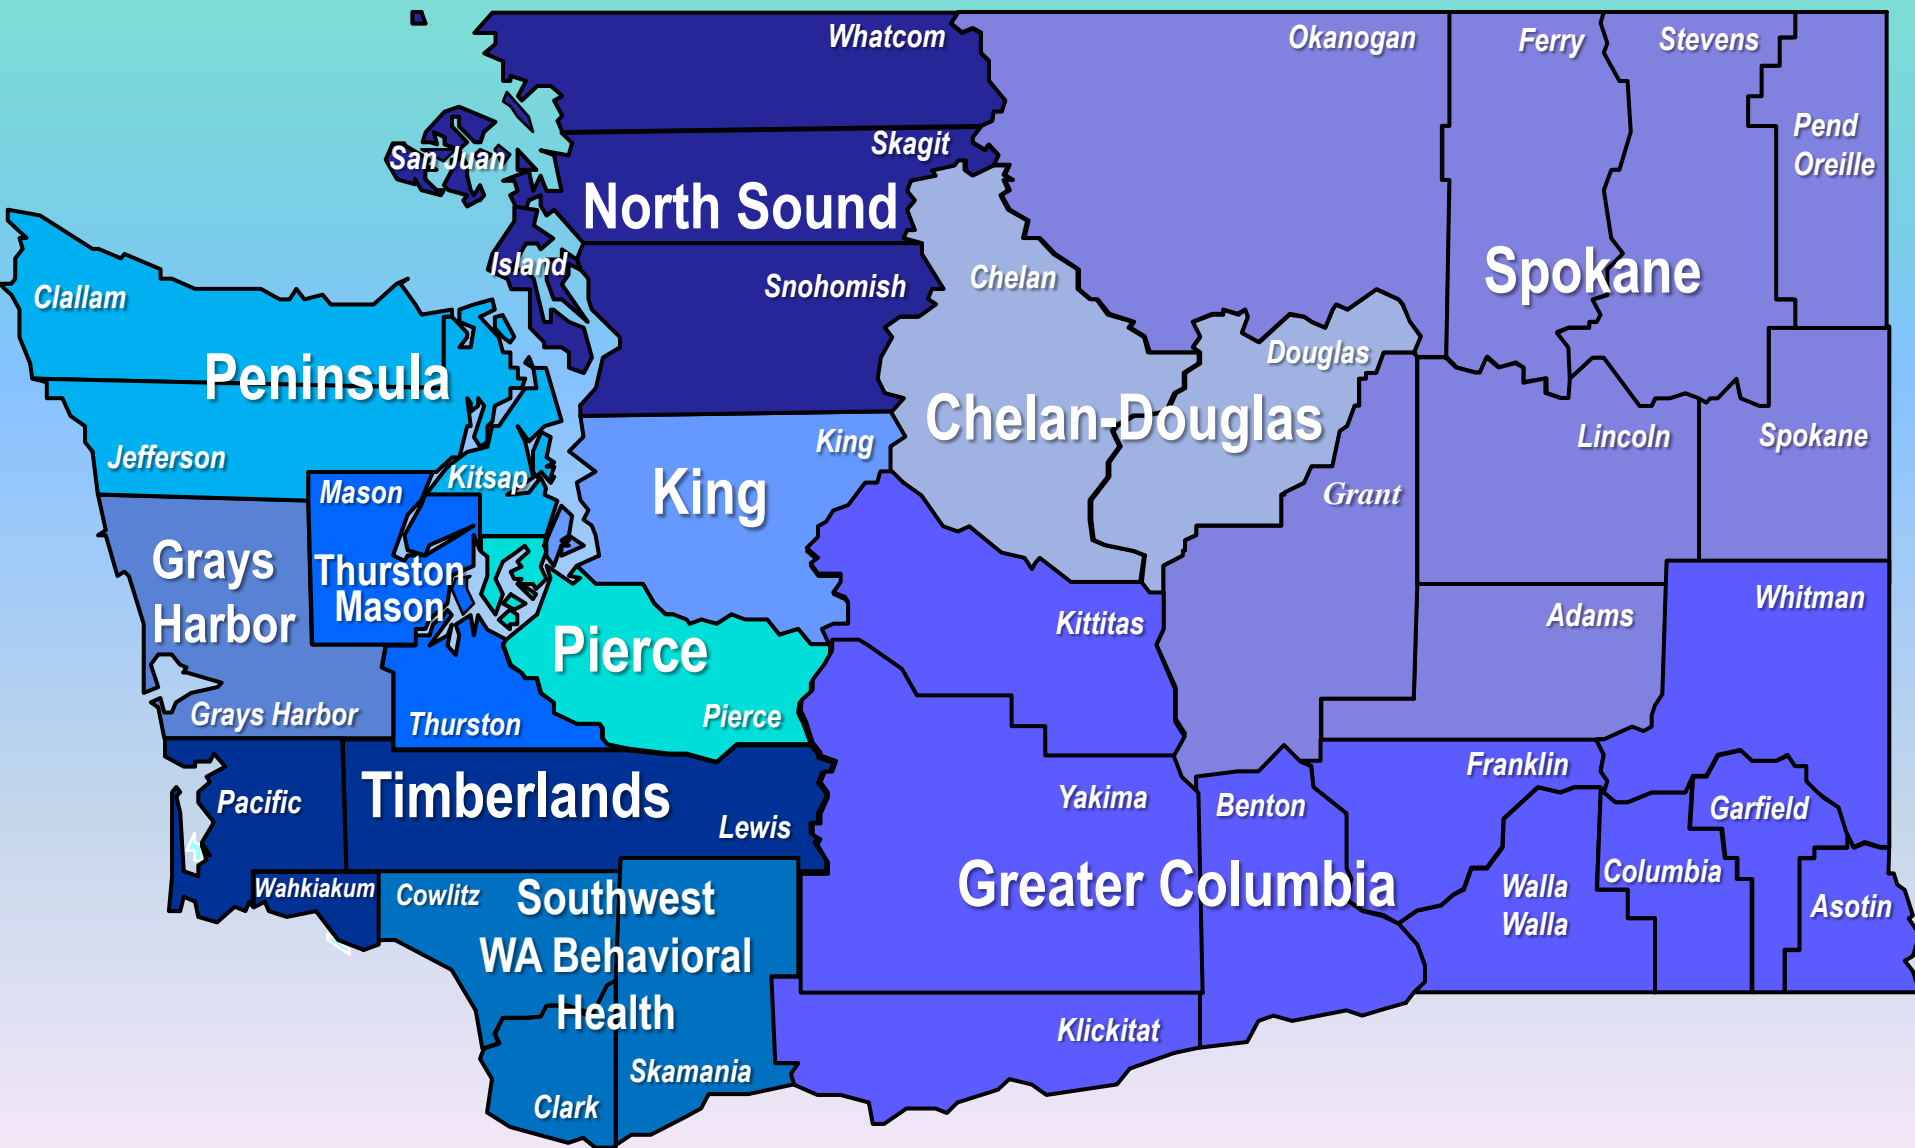 Whatcom
Okanogan
Ferry
Stevens
Pend
Oreille
Skagit
San Juan
North Sound
Island
Snohomish
Chelan
Spokane
Clallam
Peninsula
Douglas
Chelan-Douglas
Jefferson
King
King
Lincoln
Spokane
Mason
Kitsap
Grant
Grays
Harbor
Thurston
Mason
Kittitas
Adams
Whitman
Pierce
Grays Harbor
Thurston
Pierce
Pacific
Timberlands
Lewis
Yakima
Benton
Franklin
Garfield
Wahkiakum
Cowlitz
Southwest
WA Behavioral
Health
Greater Columbia
Walla
Walla
Columbia
Asotin
Klickitat
Skamania
Clark